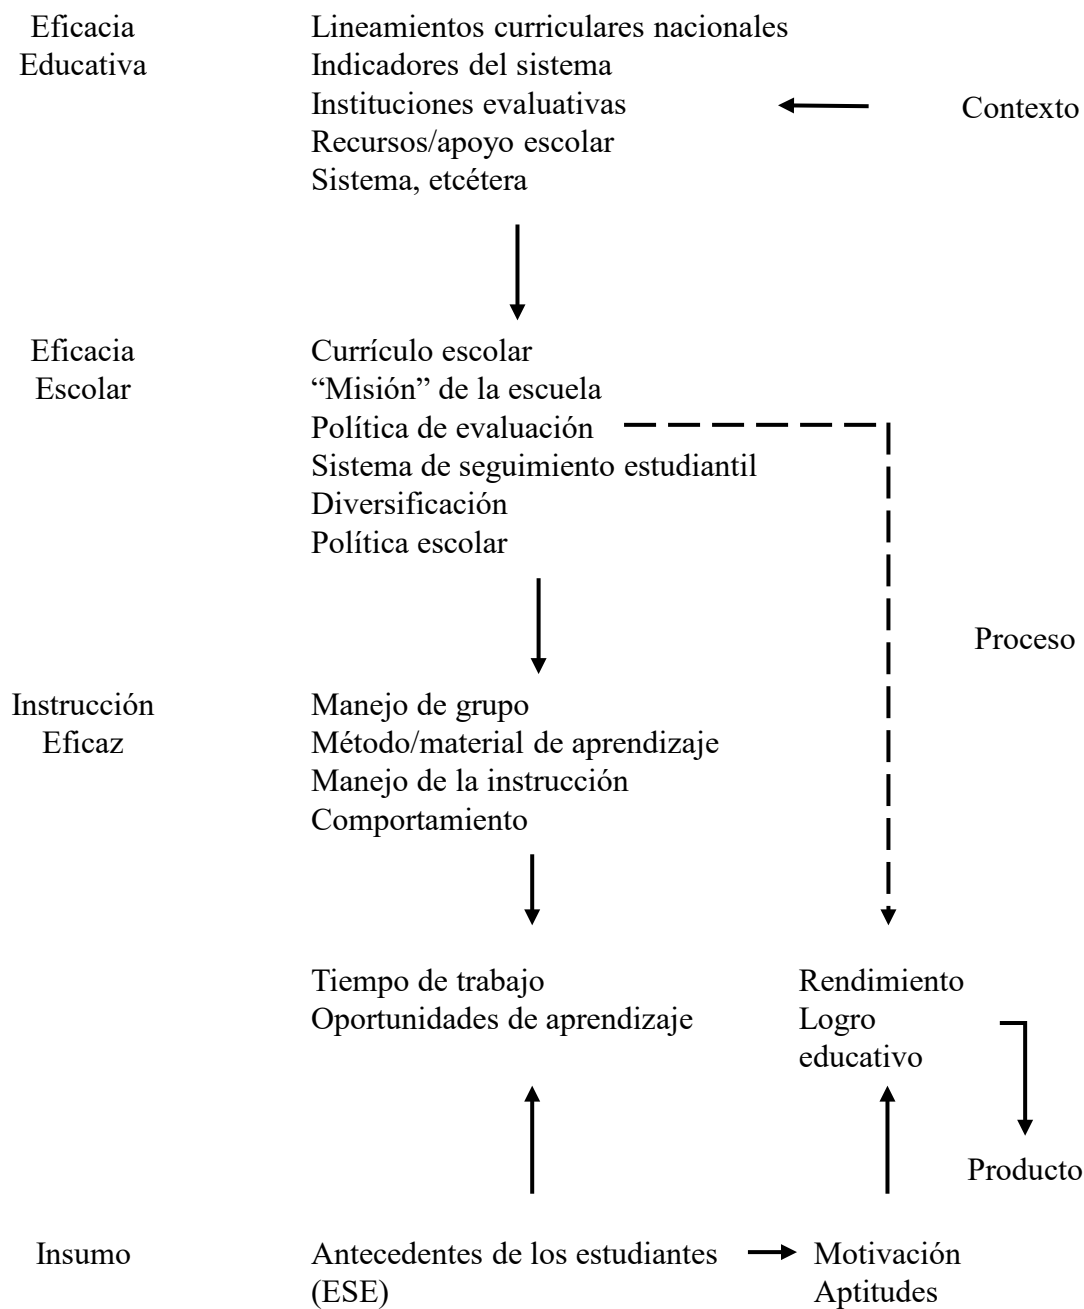 Eficacia
Educativa
Lineamientos curriculares nacionales
Indicadores del sistema
Instituciones evaluativas
Recursos/apoyo escolar
Sistema, etcétera
Contexto
Eficacia
Escolar
Currículo escolar
“Misión” de la escuela
Política de evaluación
Sistema de seguimiento estudiantil
Diversificación
Política escolar
Proceso
Instrucción
Eficaz
Manejo de grupo
Método/material de aprendizaje
Manejo de la instrucción
Comportamiento
Tiempo de trabajo
Oportunidades de aprendizaje
Rendimiento
Logro
educativo
Producto
Insumo
Antecedentes de los estudiantes
(ESE)
Motivación
Aptitudes